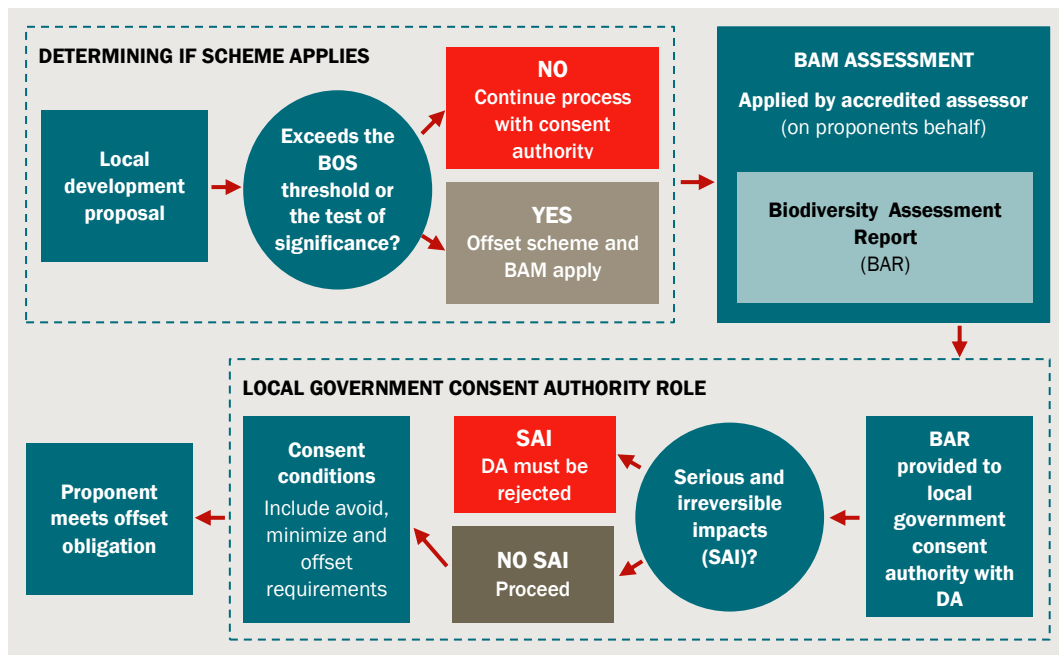 DETERMINING IF SCHEME APPLIES
Local
development
proposal
Exceeds the
BOS
threshold or
the test of
significance?
NO
Continue process
with consent
authority
YES
Offset scheme and
BAM apply
BAM ASSESSMENT
Applied by accredited assessor
(on proponents behalf)
Biodiversity Assessment
Report
(BAR)
LOCAL GOVERNMENT CONSENT AUTHORITY ROLE
BAR
provided to
local
government
consent
authority with
DA
Serious and
irreversible
impacts
(SAI)?
SAI
DA must be
rejected
NO SAI
Proceed
Consent
conditions
Include avoid,
minimize and
offset
requirements
Proponent
meets offset
obligation